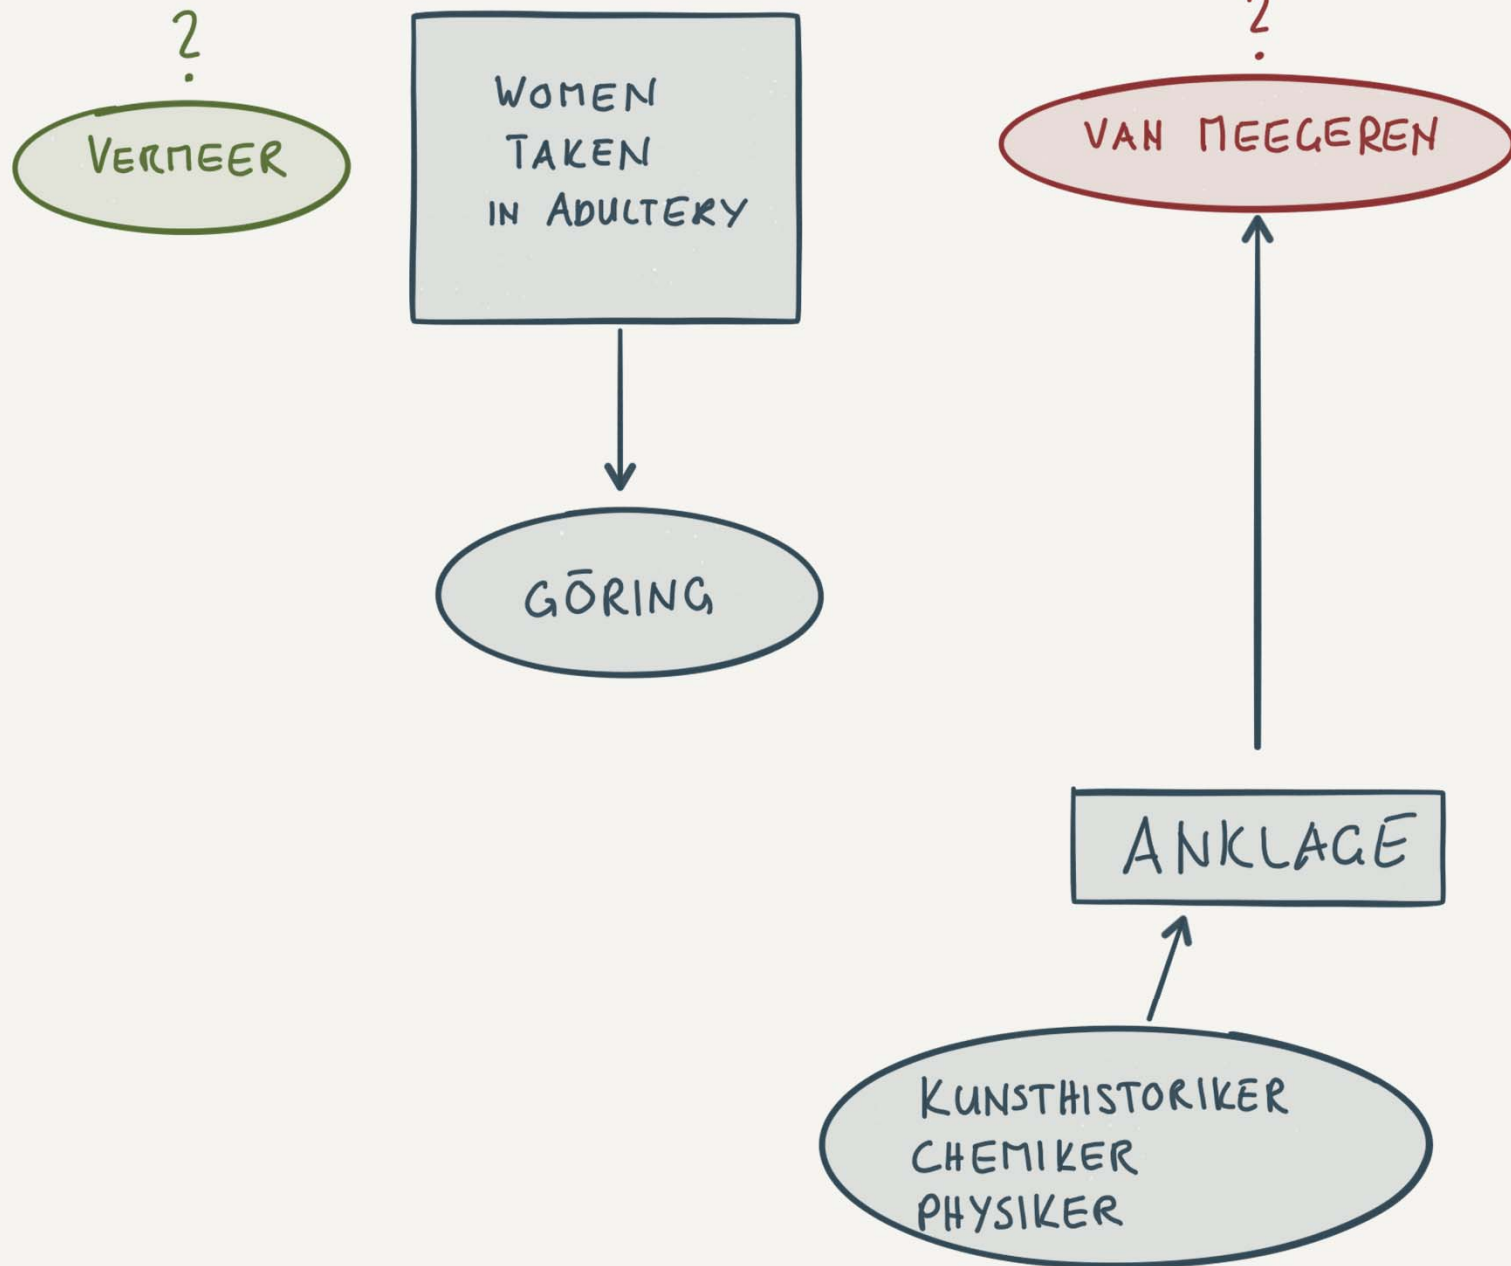 ?
VERMEER
WOMEN
TAKEN
IN ADULTERY
?
VAN MEEGEREN
GÖRING
ANKLAGE
KUNSTHISTORIKER
CHEMIKER
PHYSIKER